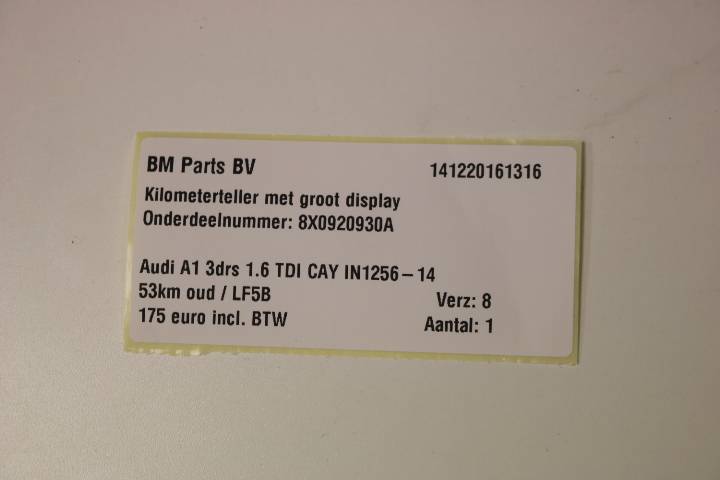 BM Parts BV 141220161316
Kilometerteller met groot display
Onderdeelnummer: 8X0920930A
Audi A1 3drs 1.6 TDI CAY IN1256-14
53km oud / LF5B Verz: 8
175 euro incl. BTW Aantal: 1